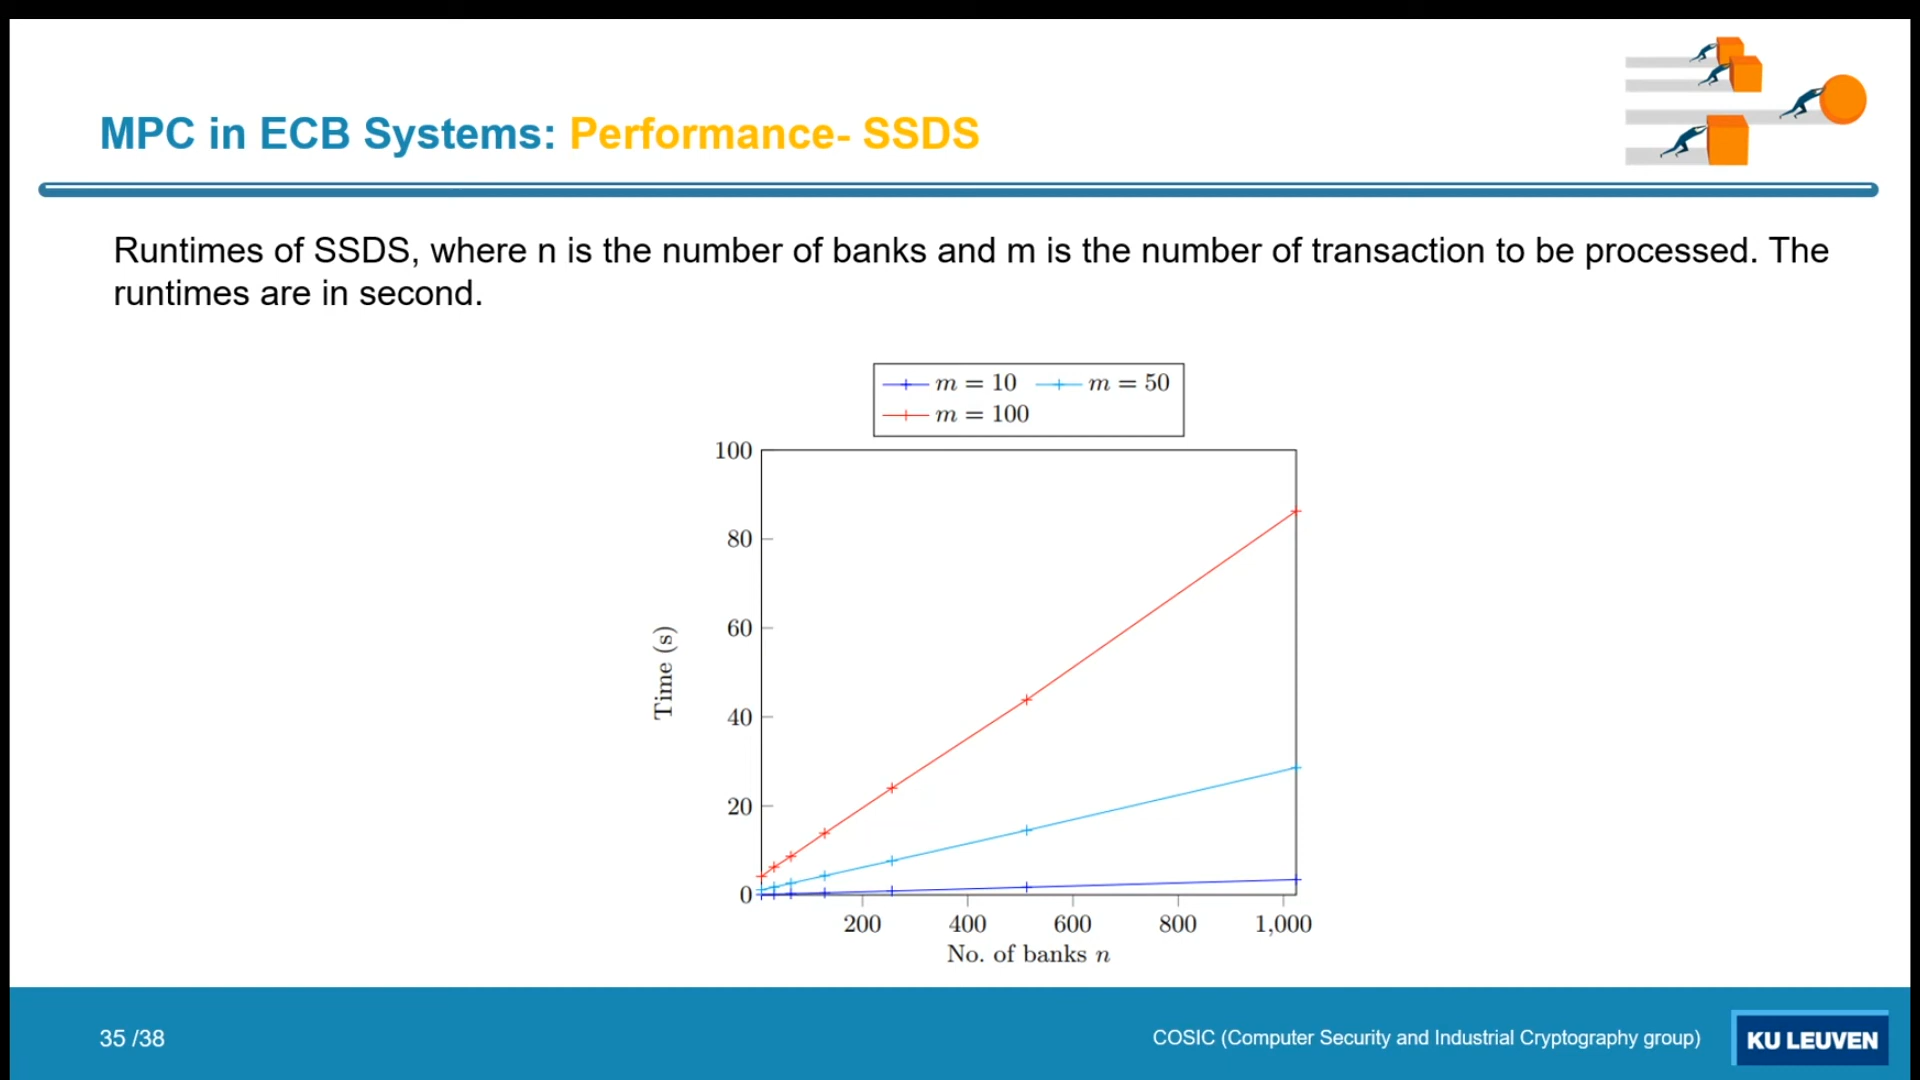 MPC in ECB Systems: Performance- SSDS
Runtimes of SSDS, where n is the number of banks and m is the number of transaction to be processed. The
runtimes are in second.
m = 10 m = 50
m = 100
100
80
60
40
20
0
Time (s)
200 400 600 800 1,000
No. of banks n
35 /38
COSIC (Computer Security and Industrial Cryptography group)
KU LEUVEN